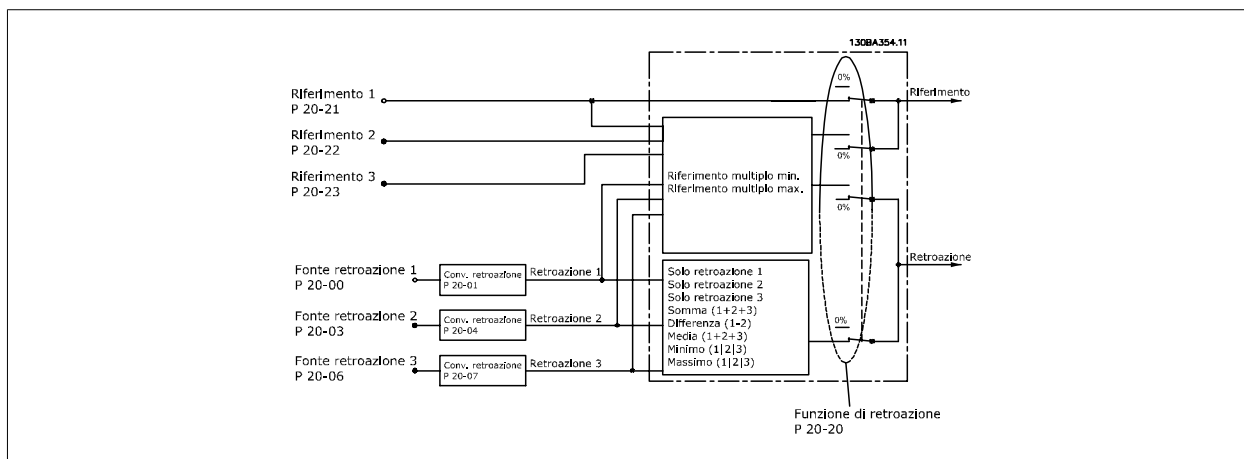 130BA354.11
0%
Riferimento 1
P 20-21
Riferimento
Riferimento 2
P 20-22
0%
Riferimento 3
P 20-23
Riferimento multiplo min.
Riferimento multiplo max.
0%
Fonte retroazione 1
P 20-00
Conv. retroazione
P 20-01
Retroazione 1
Retroazione
Solo retroazione 1
Solo retroazione 2
Solo retroazione 3
Somma (1+2+3)
Differenza (1-2)
Media (1+2+3)
Minimo (1|2|3)
Massimo (1|2|3)
Fonte retroazione 2
P 20-03
Conv. retroazione
P 20-04
Retroazione 2
0%
Fonte retroazione 3
P 20-06
Conv. retroazione
P 20-07
Retroazione 3
Funzione di retroazione
P 20-20